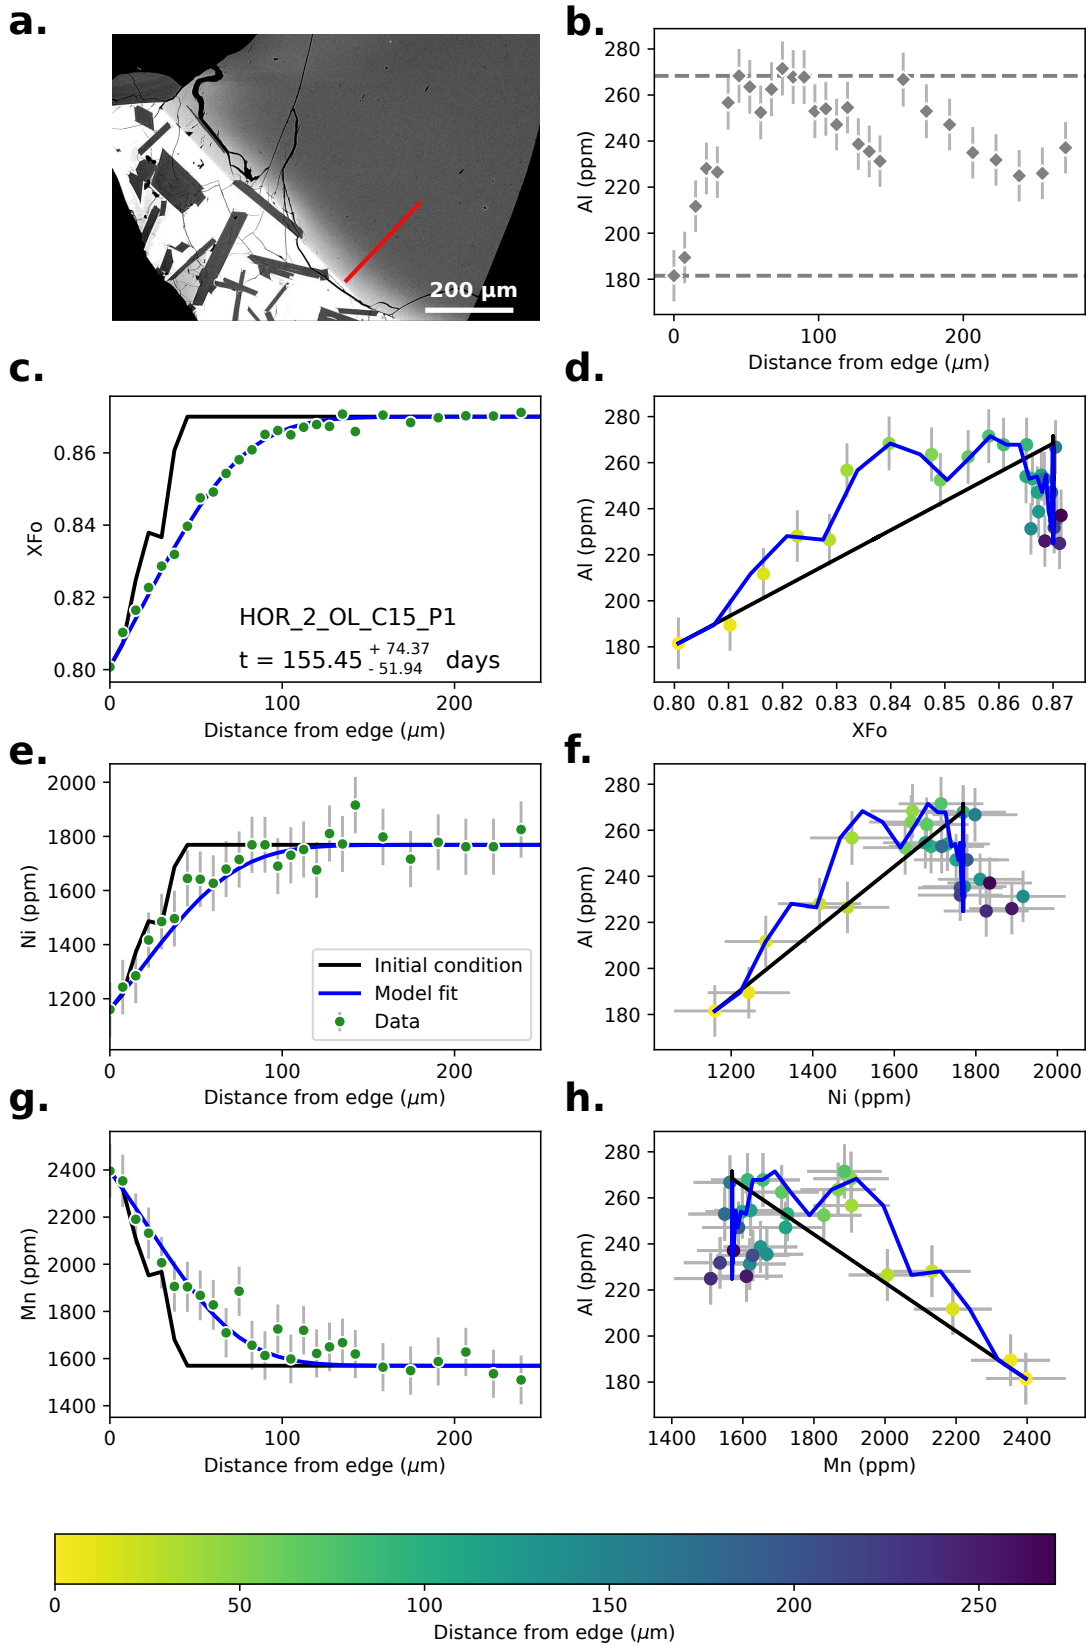 a.
200 µm
b.
280
260
240
220
200
180
Al (ppm)
0
100
200
Distance from edge (µm)
c.
0.86
0.84
0.82
0.80
XFo
HOR_2_OL_C15_P1
t = 155.45 + 74.37 - 51.94 days
0
100
200
Distance from edge (µm)
d.
280
260
240
220
200
180
Al (ppm)
0.80
0.81
0.82
0.83
0.84
0.85
0.86
0.87
XFo
e.
2000
1800
1600
1400
1200
Ni (ppm)
Initial condition
Model fit
Data
0
100
200
Distance from edge (µm)
f.
280
260
240
220
200
180
Al (ppm)
1200
1400
1600
1800
2000
Ni (ppm)
g.
2400
2200
2000
1800
1600
1400
Mn (ppm)
0
100
200
Distance from edge (µm)
h.
280
260
240
220
200
180
Al (ppm)
1400
1600
1800
2000
2200
2400
Mn (ppm)
0
50
100
150
200
250
Distance from edge (µm)